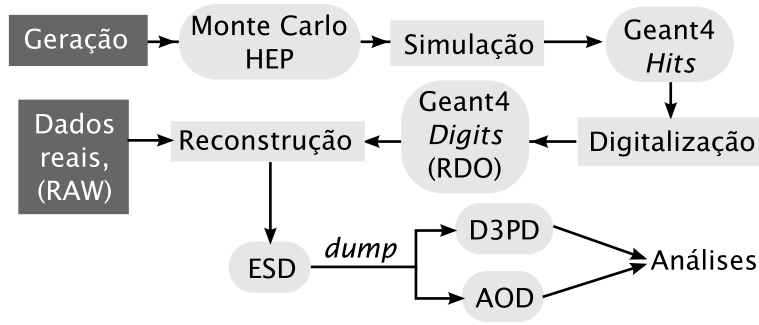 Geração
Monte Carlo
HEP
Simulação
Geant4
Hits
Dados
reais,
(RAW)
Reconstrução
Geant4
Digits
(RDO)
Digitalização
ESD
dump
D3PD
AOD
Análises